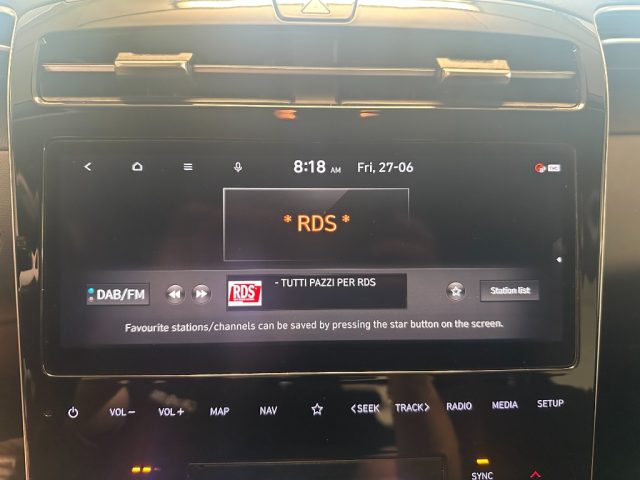 8:18 AM Fri, 27-06
* RDS *
DAB/FM
RDS
- TUTTI PAZZI PER RDS
Station list
Favourite stations/channels can be saved by pressing the star button on the screen.
VOL− VOL+ MAP NAV <SEEK TRACK> RADIO MEDIA SETUP
SYNC